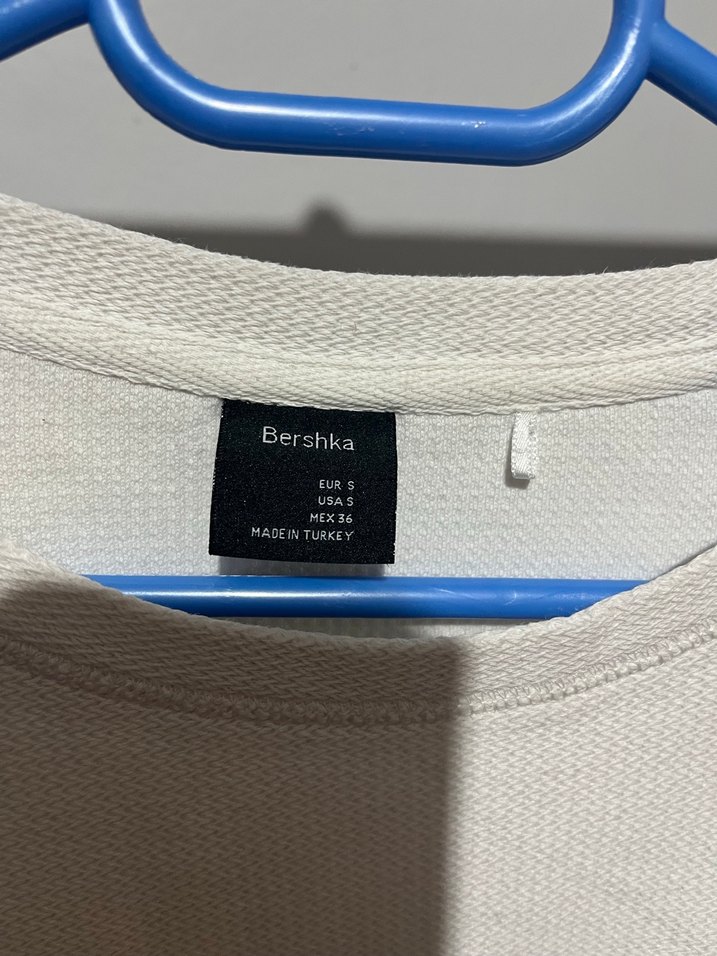 Bershka
EUR S
USA S
MEX 36
MADE IN TURKEY